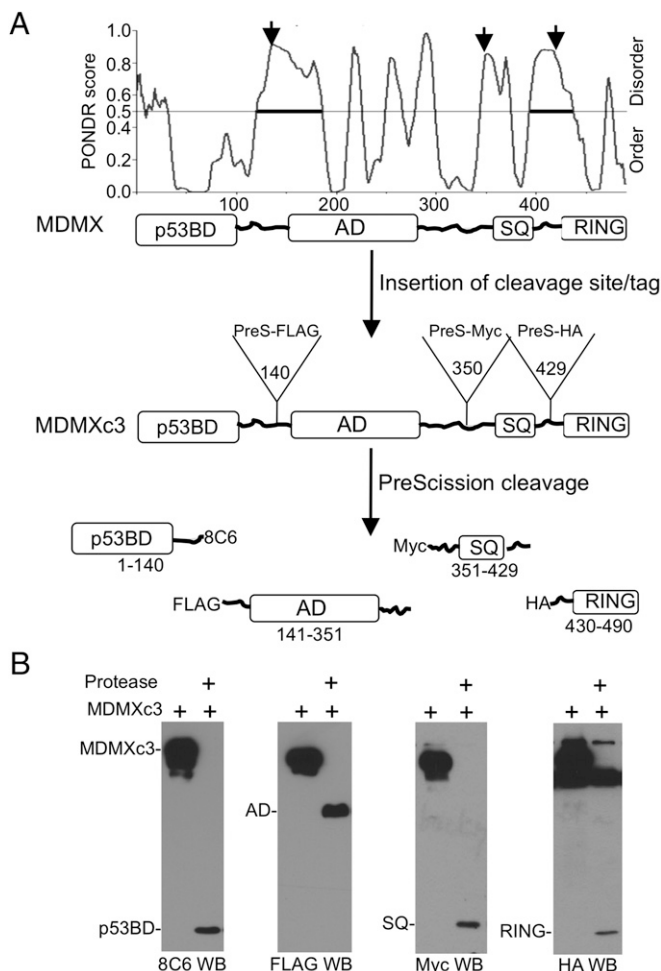 A
PONDR score
1.0
0.8
0.6
0.5
0.4
0.2
0.0
Disorder
Order
100 200 300 400
MDMX p53BD AD SQ RING
Insertion of cleavage site/tag
PreS-FLAG PreS-Myc PreS-HA
140 350 429
MDMXc3 p53BD AD SQ RING
PreScission cleavage
p53BD 8C6
1-140
Myc SQ
351-429
FLAG AD
141-351
HA RING
430-490
B
Protease + + + +
MDMXc3 + + + + + + + +
MDMXc3-
AD-
p53BD-
SQ-
RING-
8C6 WB FLAG WB Myc WB HA WB